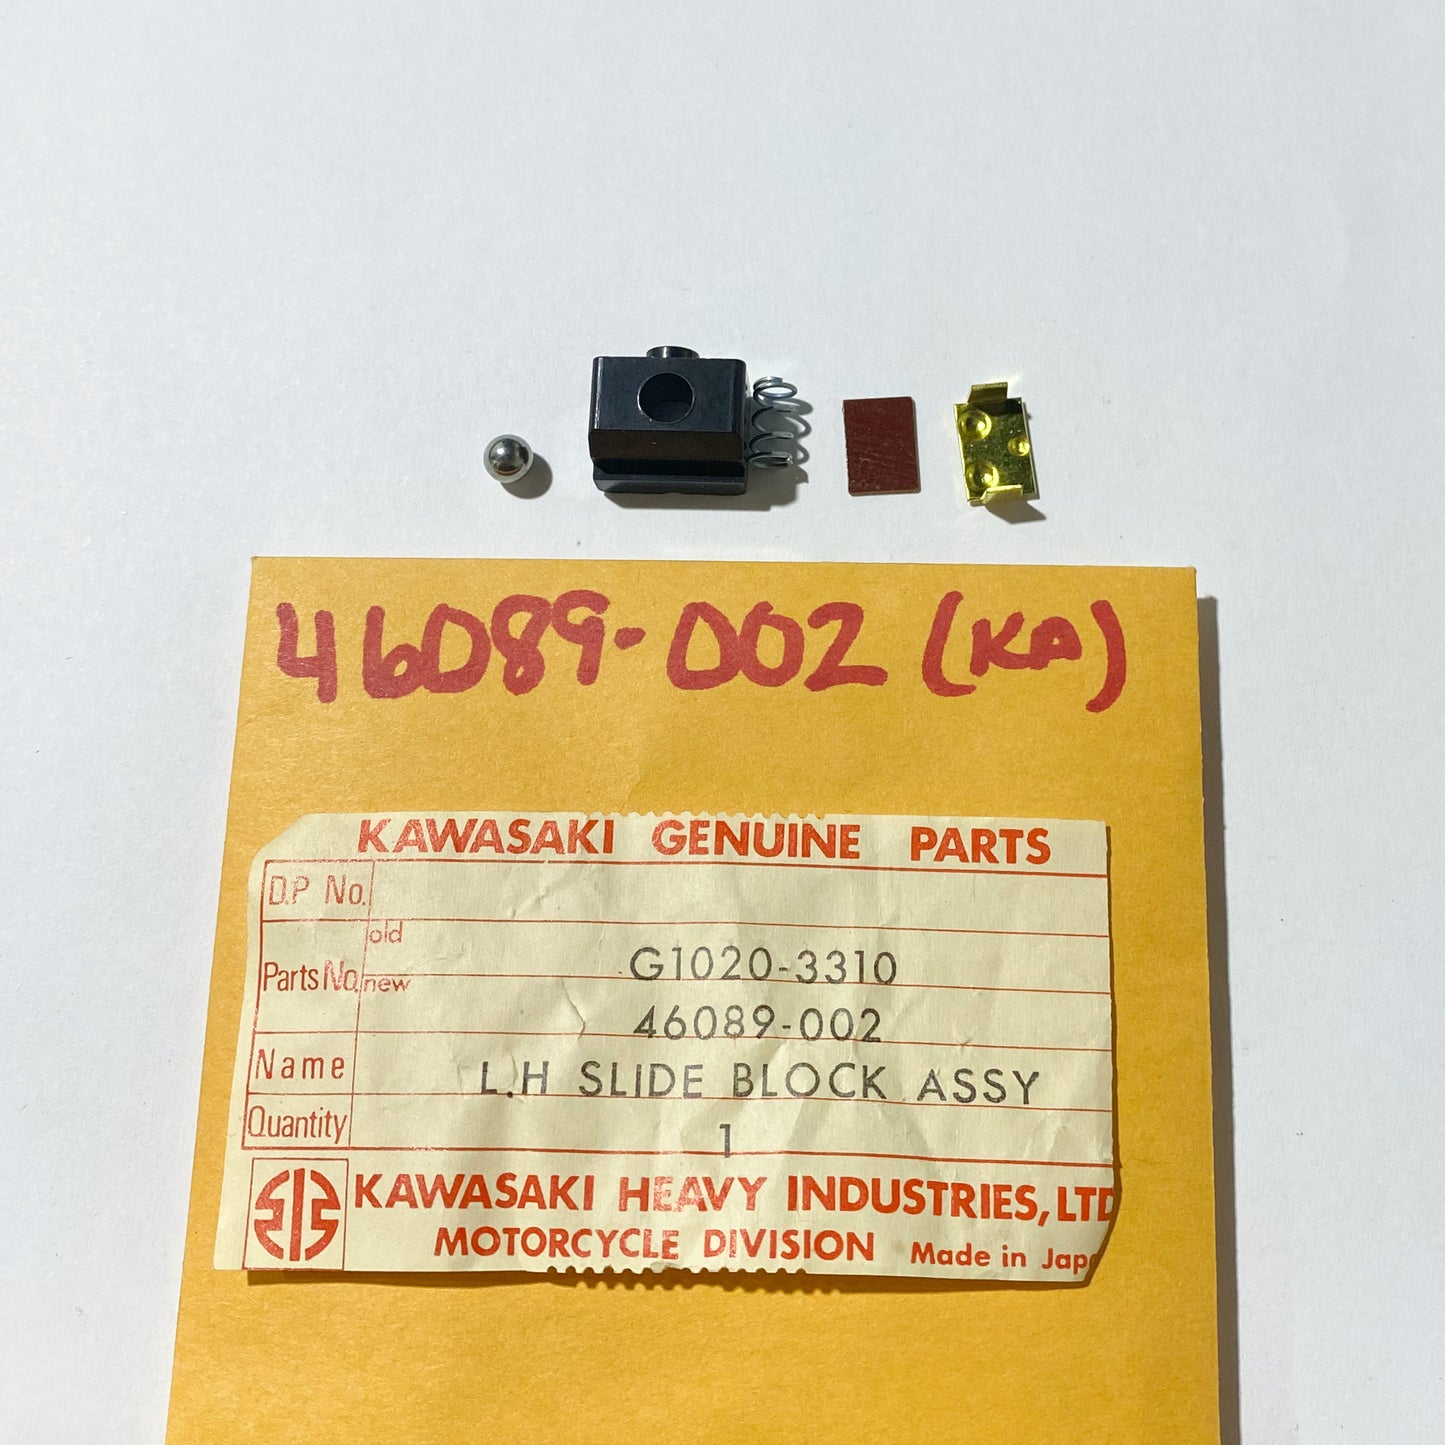 46089-002 (KA)
KAWASAKI GENUINE PARTS
D.P No.
old G1020-3310
Parts No. new 46089-002
Name L.H SLIDE BLOCK ASSY
Quantity 1
KAWASAKI HEAVY INDUSTRIES, LTD
MOTORCYCLE DIVISION Made in Japa